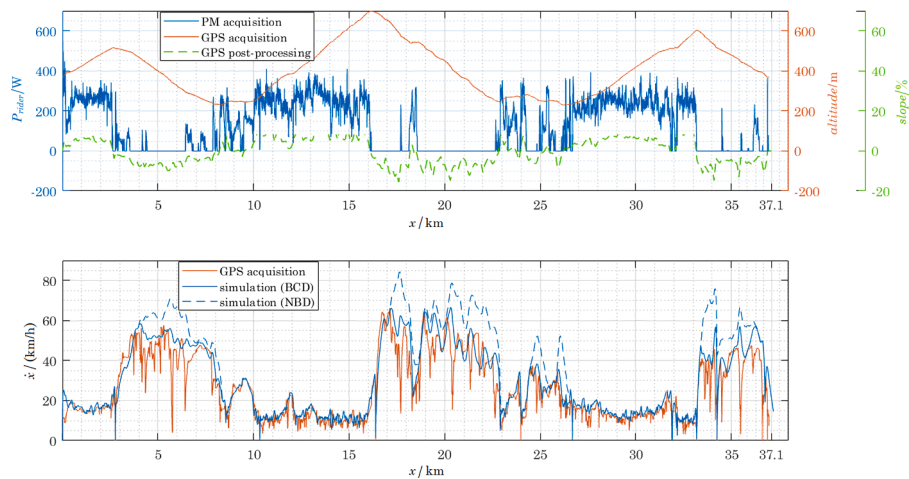 PM acquisition
GPS acquisition
GPS post-processing
600
400
200
0
-200
P_rider/W
600
400
200
0
-200
altitude/m
60
40
20
0
-20
slope/%
5 10 15 20 25 30 35 37.1
x / km
GPS acquisition
simulation (BCD)
simulation (NBD)
80
60
40
20
0
ẋ / (km/h)
5 10 15 20 25 30 35 37.1
x / km